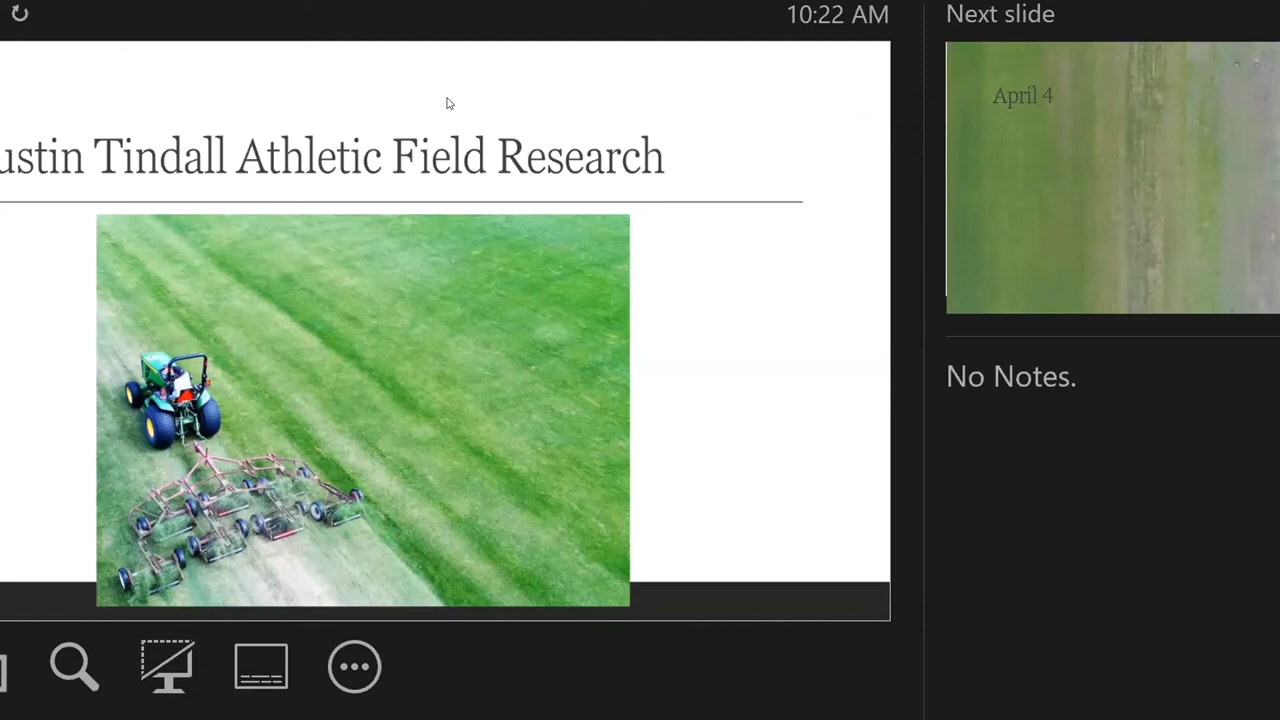 10:22 AM
Next slide
ustin Tindall Athletic Field Research
April 4
No Notes.